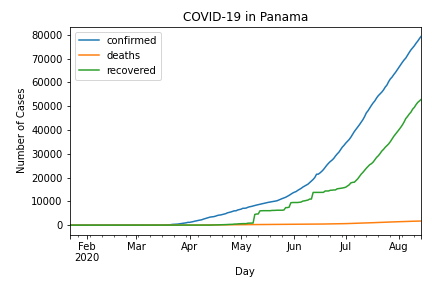 COVID-19 in Panama
confirmed
deaths
recovered
Number of Cases
80000
70000
60000
50000
40000
30000
20000
10000
0
Feb Mar Apr May Jun Jul Aug
2020
Day